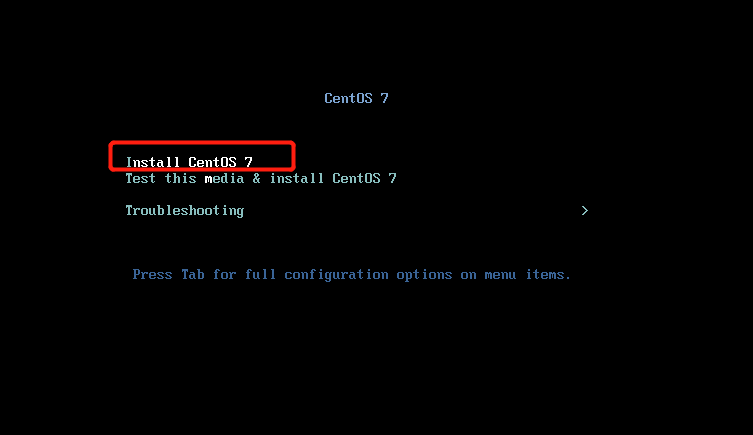 CentOS 7
Install CentOS 7
Test this media & install CentOS 7
Troubleshooting >
Press Tab for full configuration options on menu items.